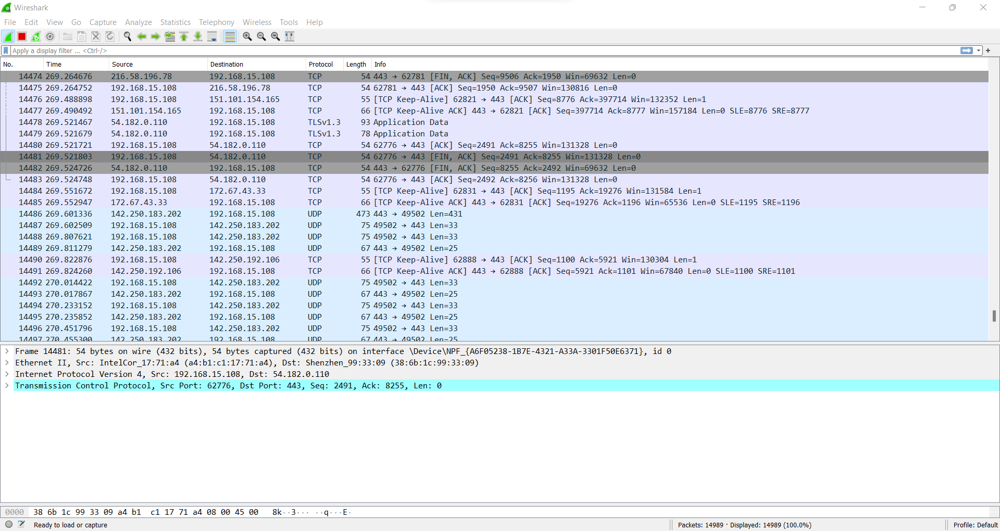 Wireshark
File Edit View Go Capture Analyze Statistics Telephony Wireless Tools Help
Apply a display filter ... <Ctrl-/>
No. Time Source Destination Protocol Length Info
14474 269.264676 216.58.196.78 192.168.15.108 TCP 54 443 → 62781 [FIN, ACK] Seq=9506 Ack=1950 Win=69632 Len=0
14475 269.264752 192.168.15.108 216.58.196.78 TCP 54 62781 → 443 [ACK] Seq=1950 Ack=9507 Win=130816 Len=0
14476 269.488898 192.168.15.108 151.101.154.165 TCP 55 [TCP Keep-Alive] 62821 → 443 [ACK] Seq=8776 Ack=397714 Win=132352 Len=1
14477 269.490492 151.101.154.165 192.168.15.108 TCP 66 [TCP Keep-Alive ACK] 443 → 62821 [ACK] Seq=397714 Ack=8777 Win=157184 Len=0 SLE=8776 SRE=8777
14478 269.521467 54.182.0.110 192.168.15.108 TLSv1.3 93 Application Data
14479 269.521679 54.182.0.110 192.168.15.108 TLSv1.3 78 Application Data
14480 269.521721 192.168.15.108 54.182.0.110 TCP 54 62776 → 443 [ACK] Seq=2491 Ack=8255 Win=131328 Len=0
14481 269.521803 192.168.15.108 54.182.0.110 TCP 54 62776 → 443 [FIN, ACK] Seq=2491 Ack=8255 Win=131328 Len=0
14482 269.524726 54.182.0.110 192.168.15.108 TCP 54 443 → 62776 [FIN, ACK] Seq=8255 Ack=2492 Win=69632 Len=0
14483 269.524748 192.168.15.108 54.182.0.110 TCP 54 62776 → 443 [ACK] Seq=2492 Ack=8256 Win=131328 Len=0
14484 269.551672 192.168.15.108 172.67.43.33 TCP 55 [TCP Keep-Alive] 62831 → 443 [ACK] Seq=1195 Ack=19276 Win=131584 Len=1
14485 269.552947 172.67.43.33 192.168.15.108 TCP 66 [TCP Keep-Alive ACK] 443 → 62831 [ACK] Seq=19276 Ack=1196 Win=65536 Len=0 SLE=1195 SRE=1196
14486 269.601336 142.250.183.202 192.168.15.108 UDP 473 443 → 49502 Len=431
14487 269.602509 192.168.15.108 142.250.183.202 UDP 75 49502 → 443 Len=33
14488 269.807621 192.168.15.108 142.250.183.202 UDP 75 49502 → 443 Len=33
14489 269.811279 142.250.183.202 192.168.15.108 UDP 67 443 → 49502 Len=25
14490 269.822876 192.168.15.108 142.250.192.106 TCP 55 [TCP Keep-Alive] 62888 → 443 [ACK] Seq=1100 Ack=5921 Win=130304 Len=1
14491 269.824260 142.250.192.106 192.168.15.108 TCP 66 [TCP Keep-Alive ACK] 443 → 62888 [ACK] Seq=5921 Ack=1101 Win=67840 Len=0 SLE=1100 SRE=1101
14492 270.014422 192.168.15.108 142.250.183.202 UDP 75 49502 → 443 Len=33
14493 270.017867 142.250.183.202 192.168.15.108 UDP 67 443 → 49502 Len=25
14494 270.233152 192.168.15.108 142.250.183.202 UDP 75 49502 → 443 Len=33
14495 270.235852 142.250.183.202 192.168.15.108 UDP 67 443 → 49502 Len=25
14496 270.451796 192.168.15.108 142.250.183.202 UDP 75 49502 → 443 Len=33
14497 270.455300 142.250.183.202 192.168.15.108 UDP 67 443 → 49502 Len=25
Frame 14481: 54 bytes on wire (432 bits), 54 bytes captured (432 bits) on interface \Device\NPF_{A6F05238-1B7E-4321-A33A-3301F50E6371}, id 0
Ethernet II, Src: IntelCor_17:71:a4 (a4:b1:c1:17:71:a4), Dst: Shenzhen_99:33:09 (38:6b:1c:99:33:09)
Internet Protocol Version 4, Src: 192.168.15.108, Dst: 54.182.0.110
Transmission Control Protocol, Src Port: 62776, Dst Port: 443, Seq: 2491, Ack: 8255, Len: 0
0000 38 6b 1c 99 33 09 a4 b1 c1 17 71 a4 08 00 45 00 8k··3··· ··q···E·
Ready to load or capture Packets: 14989 · Displayed: 14989 (100.0%) Profile: Default